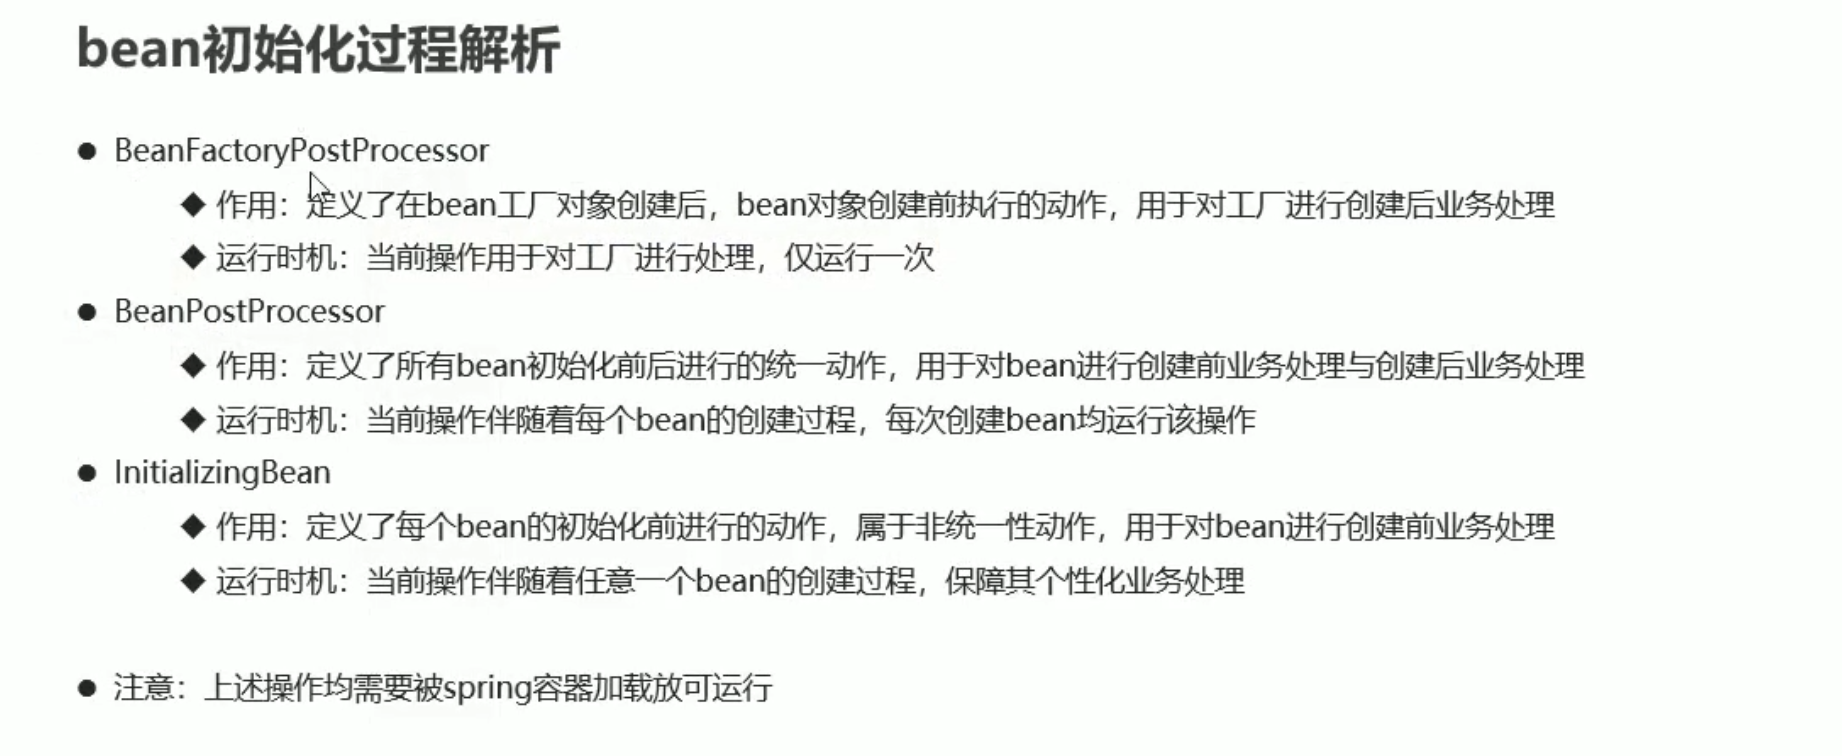 bean初始化过程解析
● BeanFactoryPostProcessor
◆ 作用：定义了在bean工厂对象创建后，bean对象创建前执行的动作，用于对工厂进行创建后业务处理
◆ 运行时机：当前操作用于对工厂进行处理，仅运行一次
● BeanPostProcessor
◆ 作用：定义了所有bean初始化前后进行的统一动作，用于对bean进行创建前业务处理与创建后业务处理
◆ 运行时机：当前操作伴随着每个bean的创建过程，每次创建bean均运行该操作
● InitializingBean
◆ 作用：定义了每个bean的初始化前进行的动作，属于非统一性动作，用于对bean进行创建前业务处理
◆ 运行时机：当前操作伴随着任意一个bean的创建过程，保障其个性化业务处理
● 注意：上述操作均需要被spring容器加载放可运行